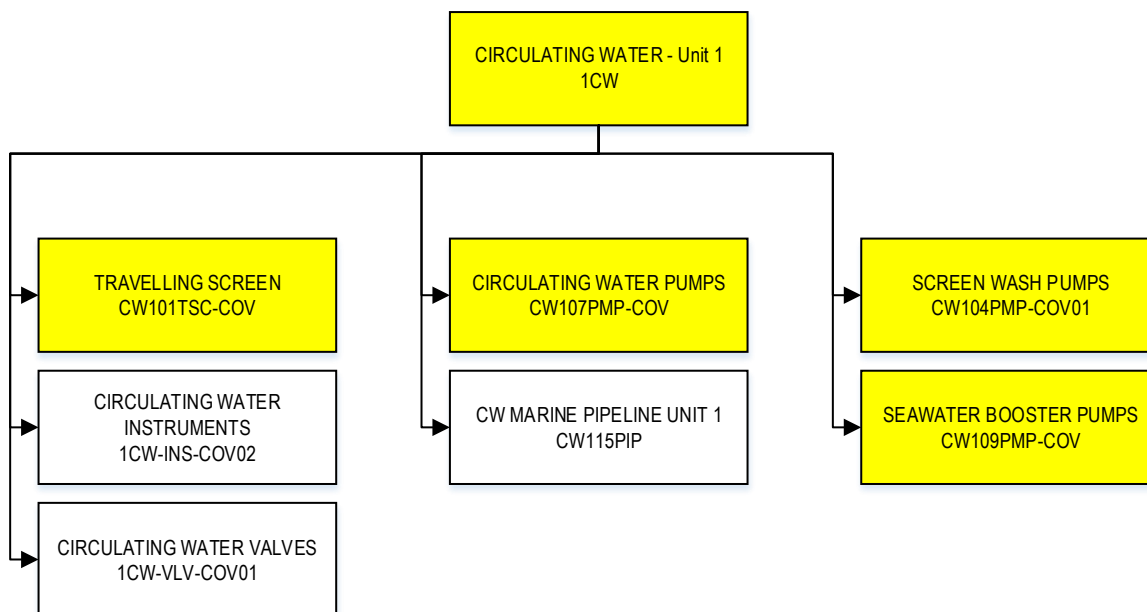 CIRCULATING WATER - Unit 1
1CW
TRAVELLING SCREEN
CW101TSC-COV
CIRCULATING WATER PUMPS
CW107PMP-COV
SCREEN WASH PUMPS
CW104PMP-COV01
CIRCULATING WATER
INSTRUMENTS
1CW-INS-COV02
CW MARINE PIPELINE UNIT 1
CW115PIP
SEAWATER BOOSTER PUMPS
CW109PMP-COV
CIRCULATING WATER VALVES
1CW-VLV-COV01